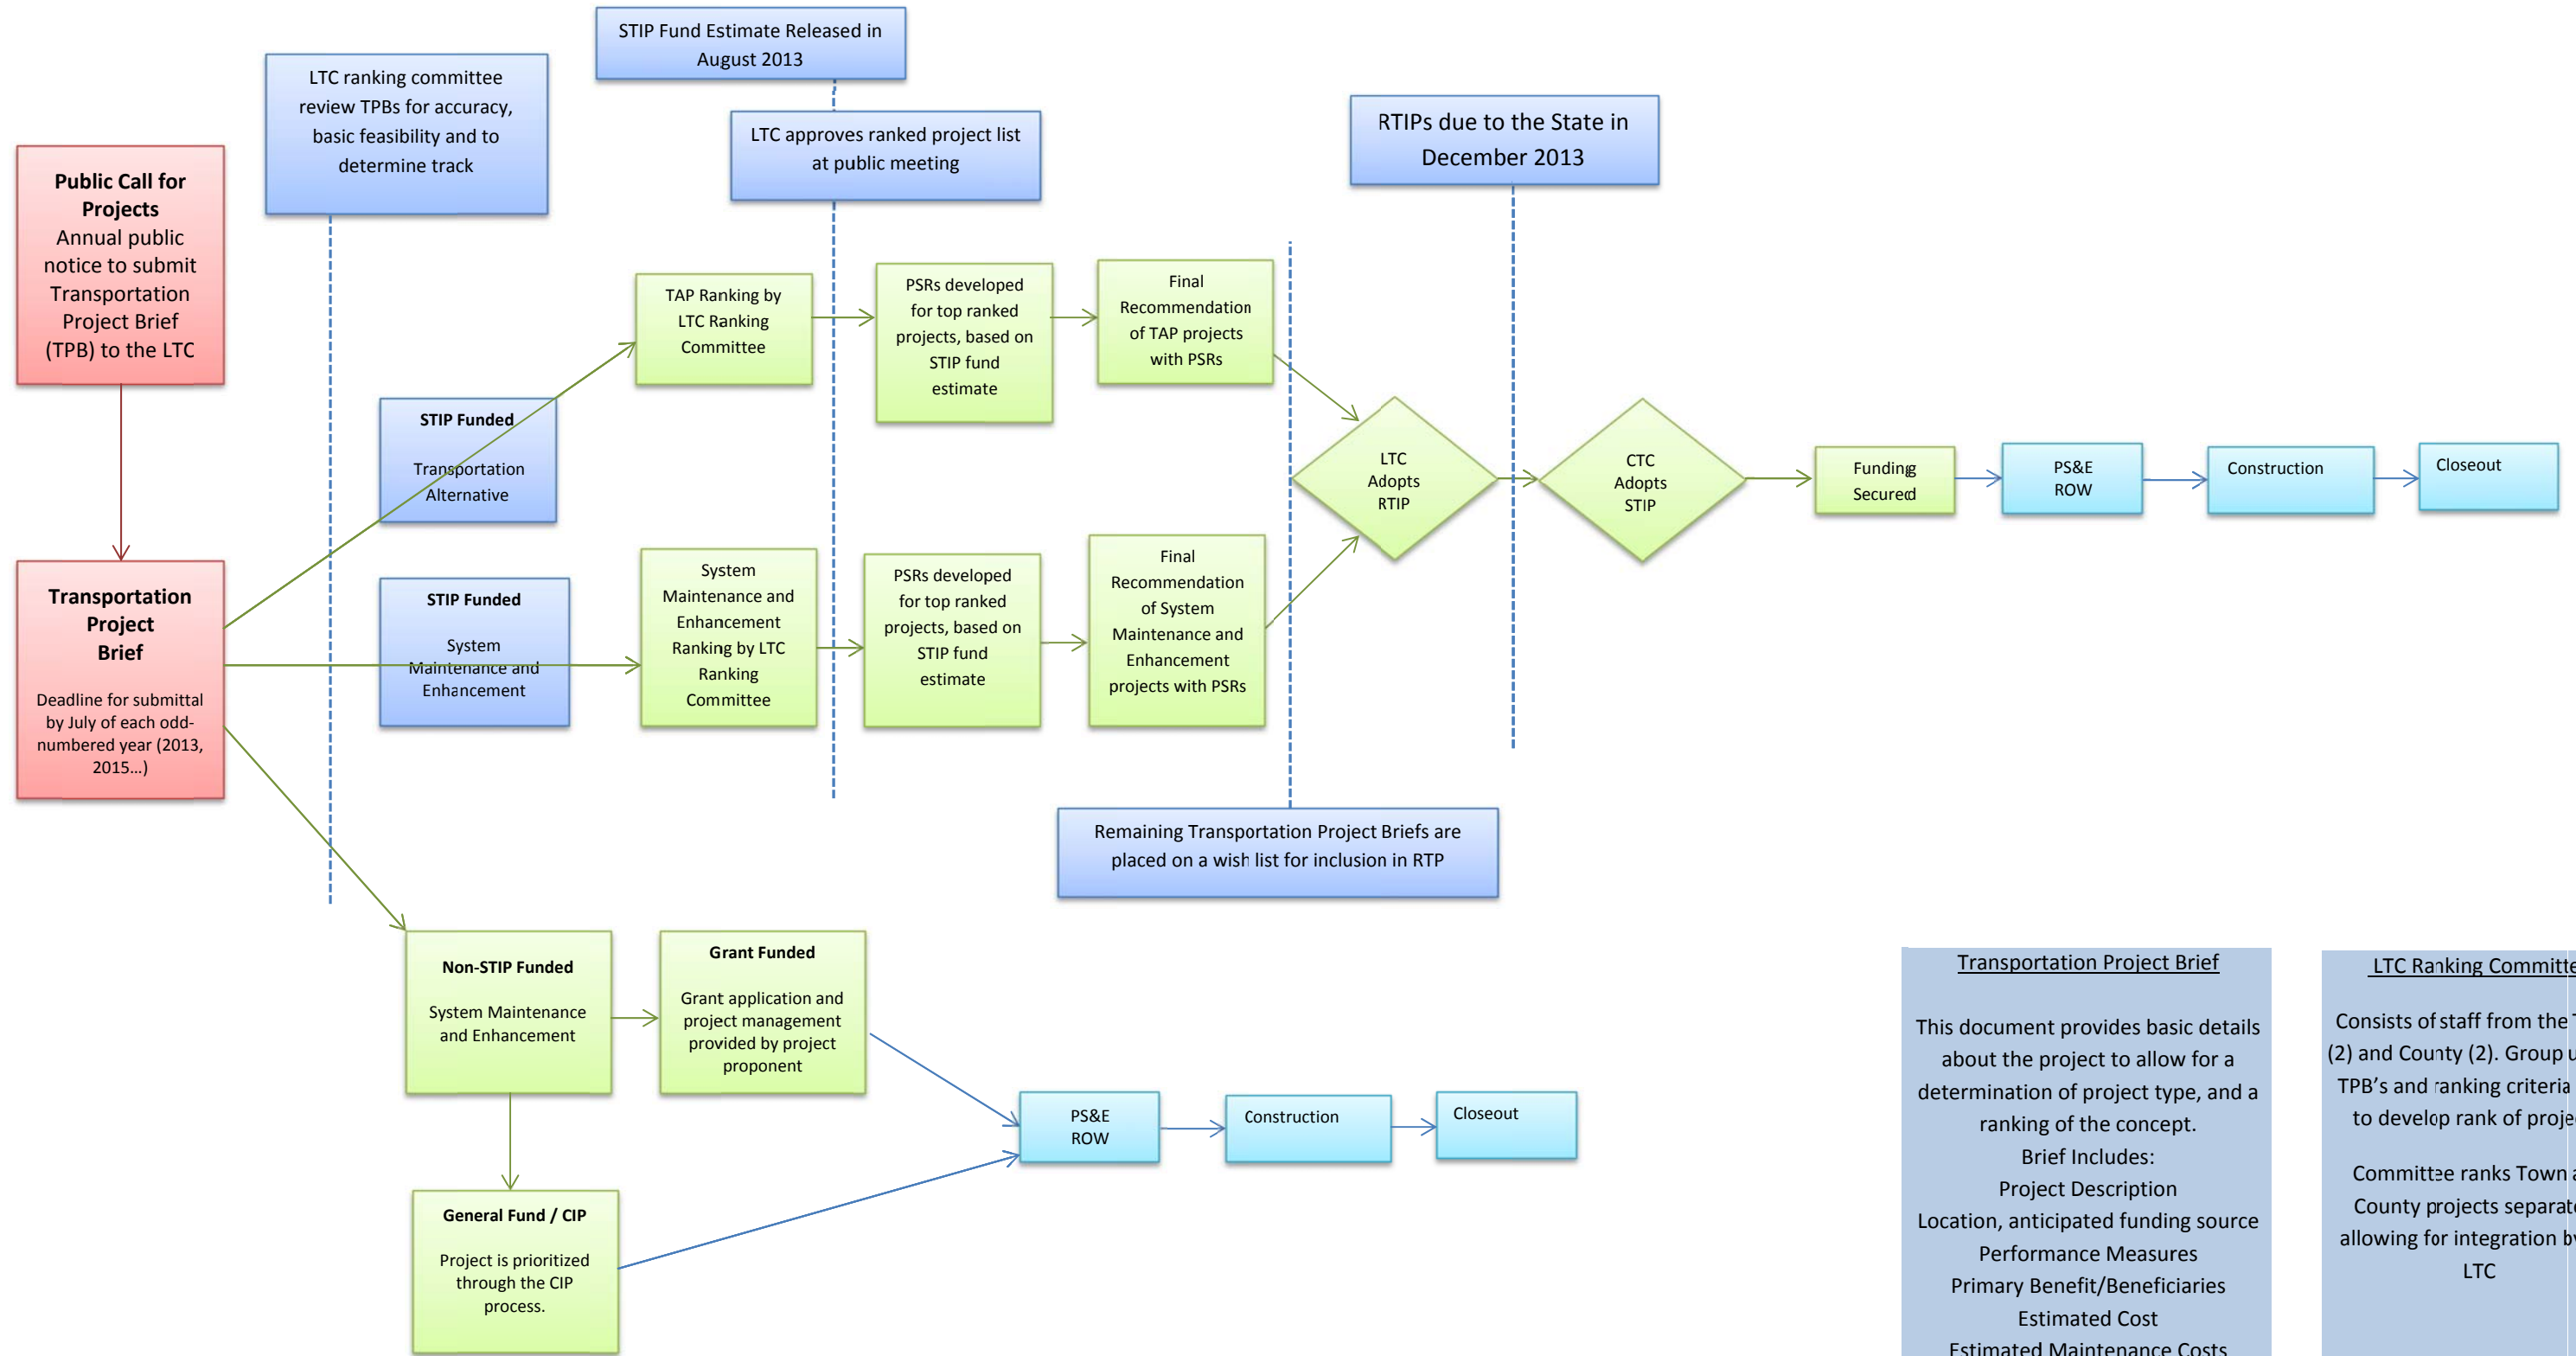 STIP Fund Estimate Released in
August 2013
LTC ranking committee
review TPBs for accuracy,
basic feasibility and to
determine track
LTC approves ranked project list
at public meeting
RTIPs due to the State in
December 2013
Public Call for
Projects
Annual public
notice to submit
Transportation
Project Brief
(TPB) to the LTC
TAP Ranking by
LTC Ranking
Committee
PSRs developed
for top ranked
projects, based on
STIP fund
estimate
Final
Recommendation
of TAP projects
with PSRs
STIP Funded
Transportation
Alternative
LTC
Adopts
RTIP
CTC
Adopts
STIP
Funding
Secured
PS&E
ROW
Construction
Closeout
Transportation
Project
Brief
Deadline for submittal
by July of each odd-
numbered year (2013,
2015…)
STIP Funded
System
Maintenance and
Enhancement
System
Maintenance and
Enhancement
Ranking by LTC
Ranking
Committee
PSRs developed
for top ranked
projects, based on
STIP fund
estimate
Final
Recommendation
of System
Maintenance and
Enhancement
projects with PSRs
Remaining Transportation Project Briefs are
placed on a wish list for inclusion in RTP
Non-STIP Funded
System Maintenance
and Enhancement
Grant Funded
Grant application and
project management
provided by project
proponent
PS&E
ROW
Construction
Closeout
General Fund / CIP
Project is prioritized
through the CIP
process.
Transportation Project Brief
This document provides basic details
about the project to allow for a
determination of project type, and a
ranking of the concept.
Brief Includes:
Project Description
Location, anticipated funding source
Performance Measures
Primary Benefit/Beneficiaries
Estimated Cost
Estimated Maintenance Costs
LTC Ranking
Consists of staff from the
(2) and County (2). Group
TPB's and ranking criteria
to develop rank of
Committee ranks Town
County projects
allowing for integration
LTC